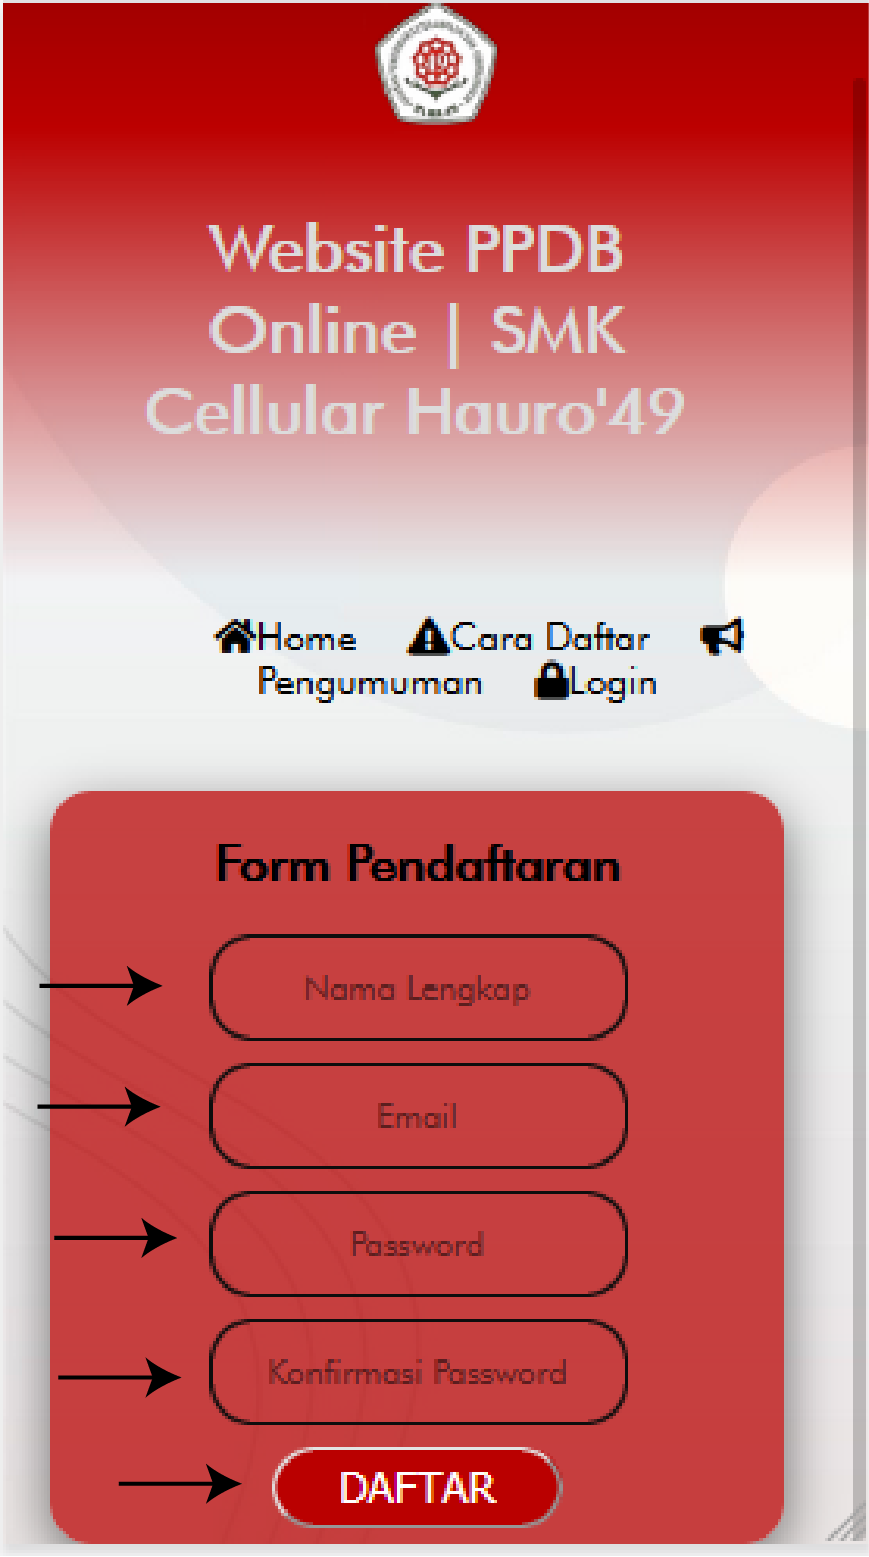 Website PPDB
Online | SMK
Cellular Hauro'49
Home Cara Daftar
Pengumuman Login
Form Pendaftaran
Nama Lengkap
Email
Password
Konfirmasi Password
DAFTAR